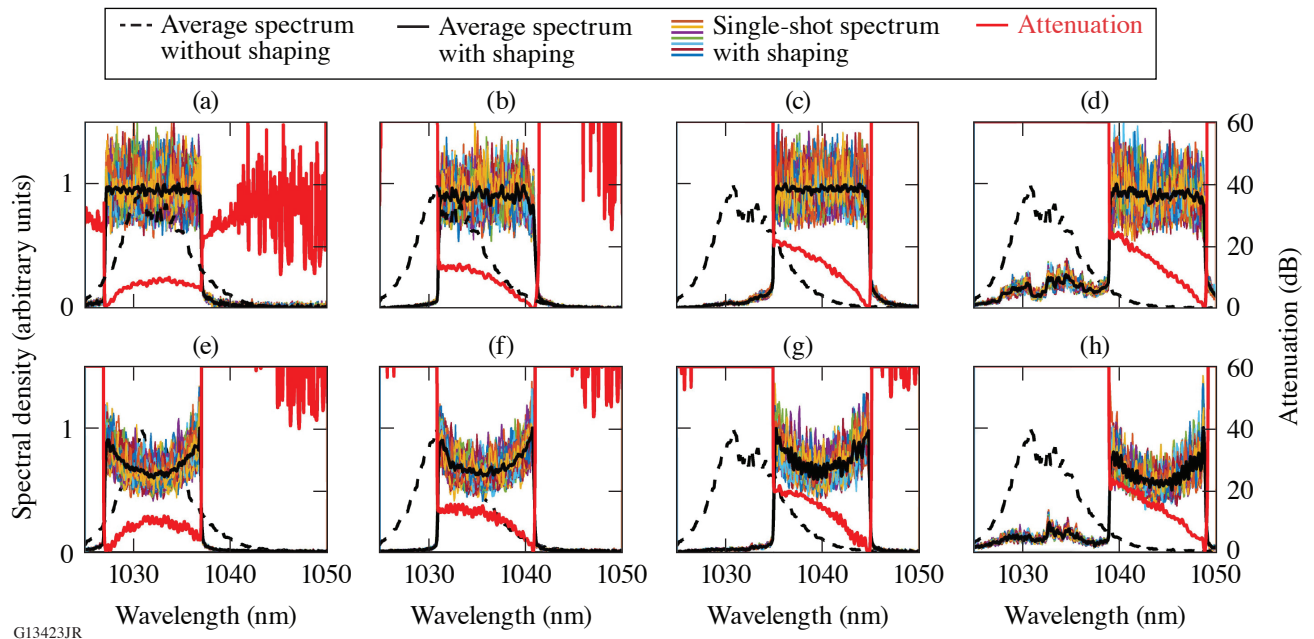 Average spectrum without shaping
Average spectrum with shaping
Single-shot spectrum with shaping
Attenuation
(a) (b) (c) (d)
60
1 40
20
0 0
(e) (f) (g) (h)
60
1 40
20
0 0
1030 1040 1050 1030 1040 1050 1030 1040 1050 1030 1040 1050
Wavelength (nm) Wavelength (nm) Wavelength (nm) Wavelength (nm)
Spectral density (arbitrary units)
Attenuation (dB)
G13423JR